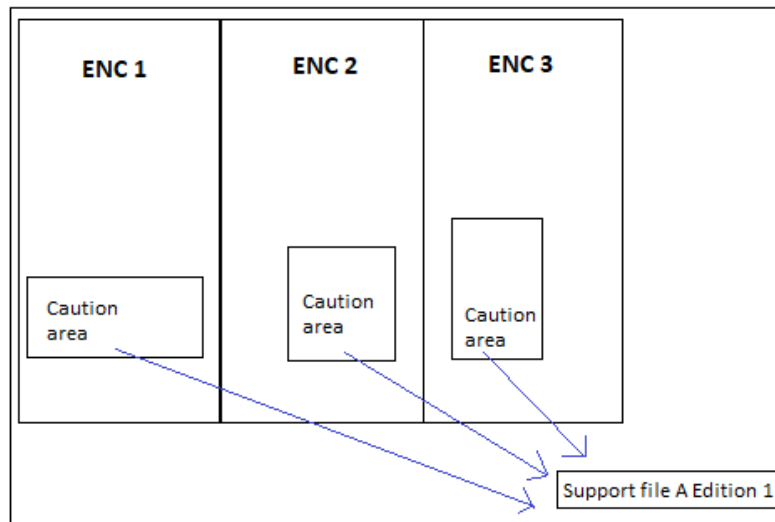 ENC 1
ENC 2
ENC 3
Caution
area
Caution
area
Caution
area
Support file A Edition 1